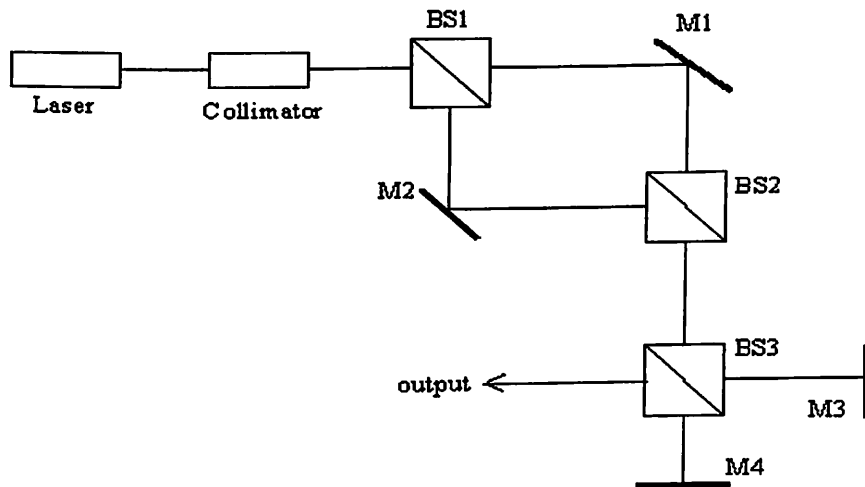 BS1
M1
Laser
Collimator
M2
BS2
BS3
output
M3
M4